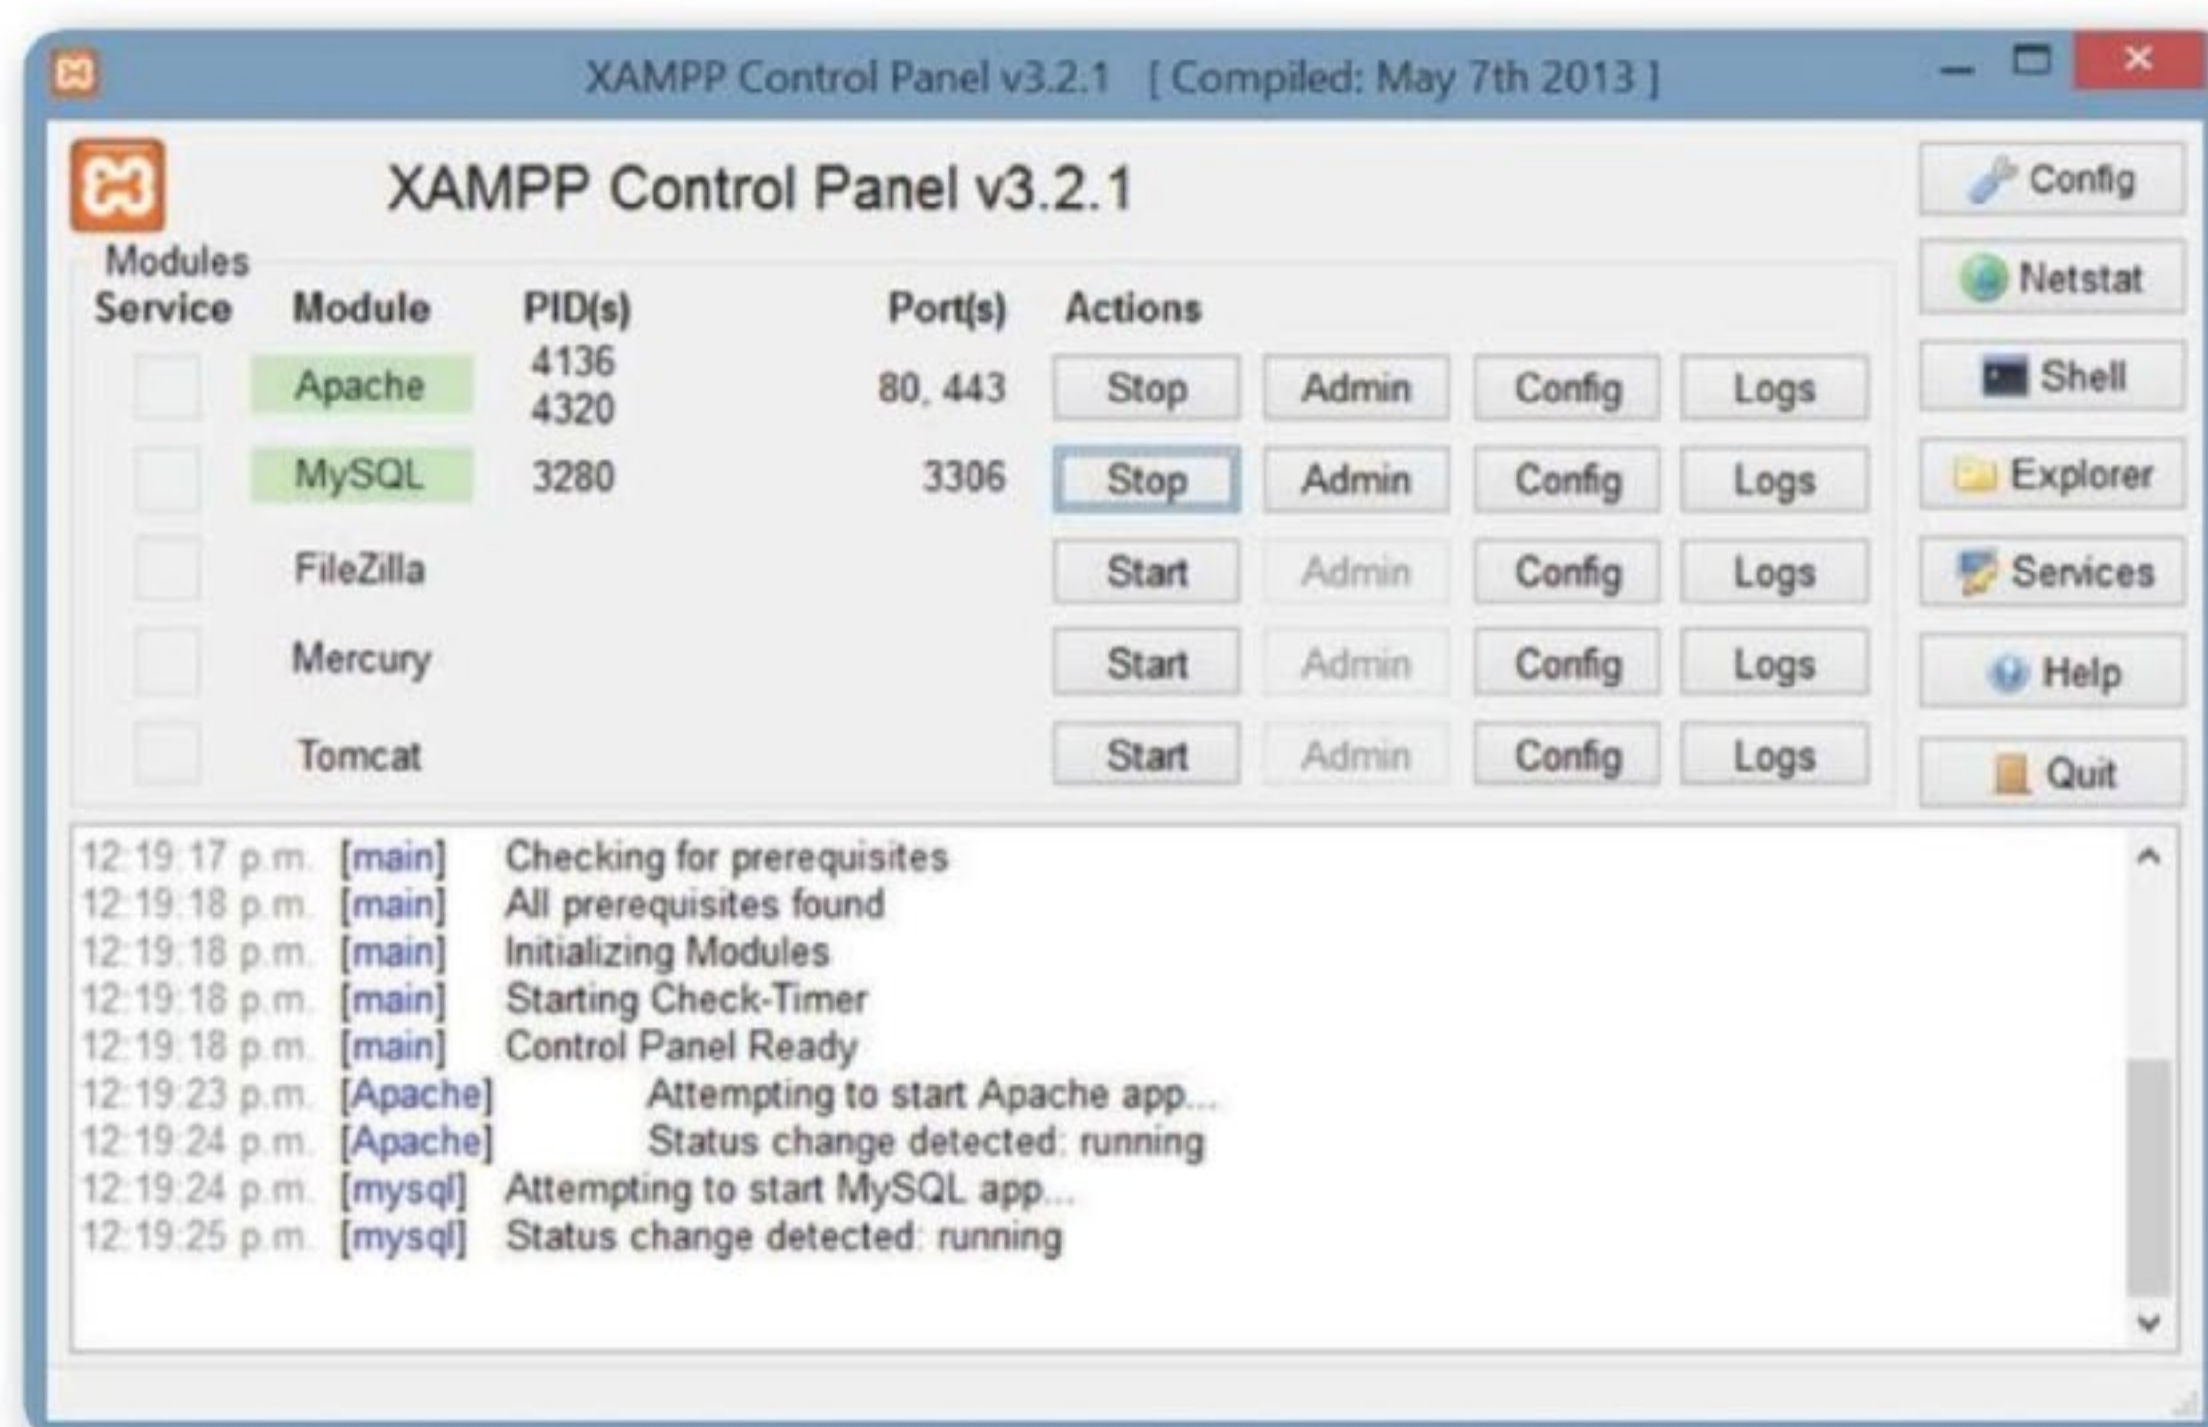 XAMPP Control Panel v3.2.1 [ Compiled: May 7th 2013 ]
XAMPP Control Panel v3.2.1
Config
Netstat
Shell
Explorer
Services
Help
Quit
Modules
Service Module PID(s) Port(s) Actions
Apache 4136 4320 80, 443 Stop Admin Config Logs
MySQL 3280 3306 Stop Admin Config Logs
FileZilla Start Admin Config Logs
Mercury Start Admin Config Logs
Tomcat Start Admin Config Logs
12:19:17 p.m. [main] Checking for prerequisites
12:19:18 p.m. [main] All prerequisites found
12:19:18 p.m. [main] Initializing Modules
12:19:18 p.m. [main] Starting Check-Timer
12:19:18 p.m. [main] Control Panel Ready
12:19:23 p.m. [Apache] Attempting to start Apache app...
12:19:24 p.m. [Apache] Status change detected: running
12:19:24 p.m. [mysql] Attempting to start MySQL app...
12:19:25 p.m. [mysql] Status change detected: running